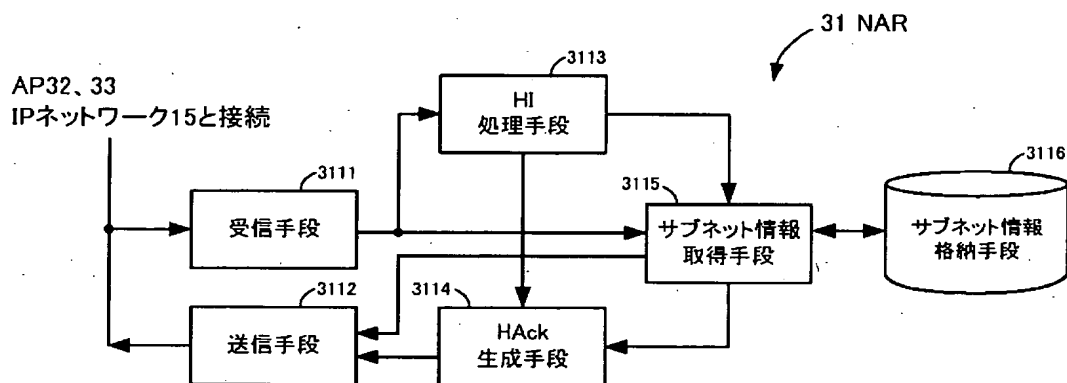 31 NAR
AP32、33
IPネットワーク15と接続
3113
HI
処理手段
3111
受信手段
3115
サブネット情報
取得手段
3116
サブネット情報
格納手段
3112
送信手段
3114
HAck
生成手段